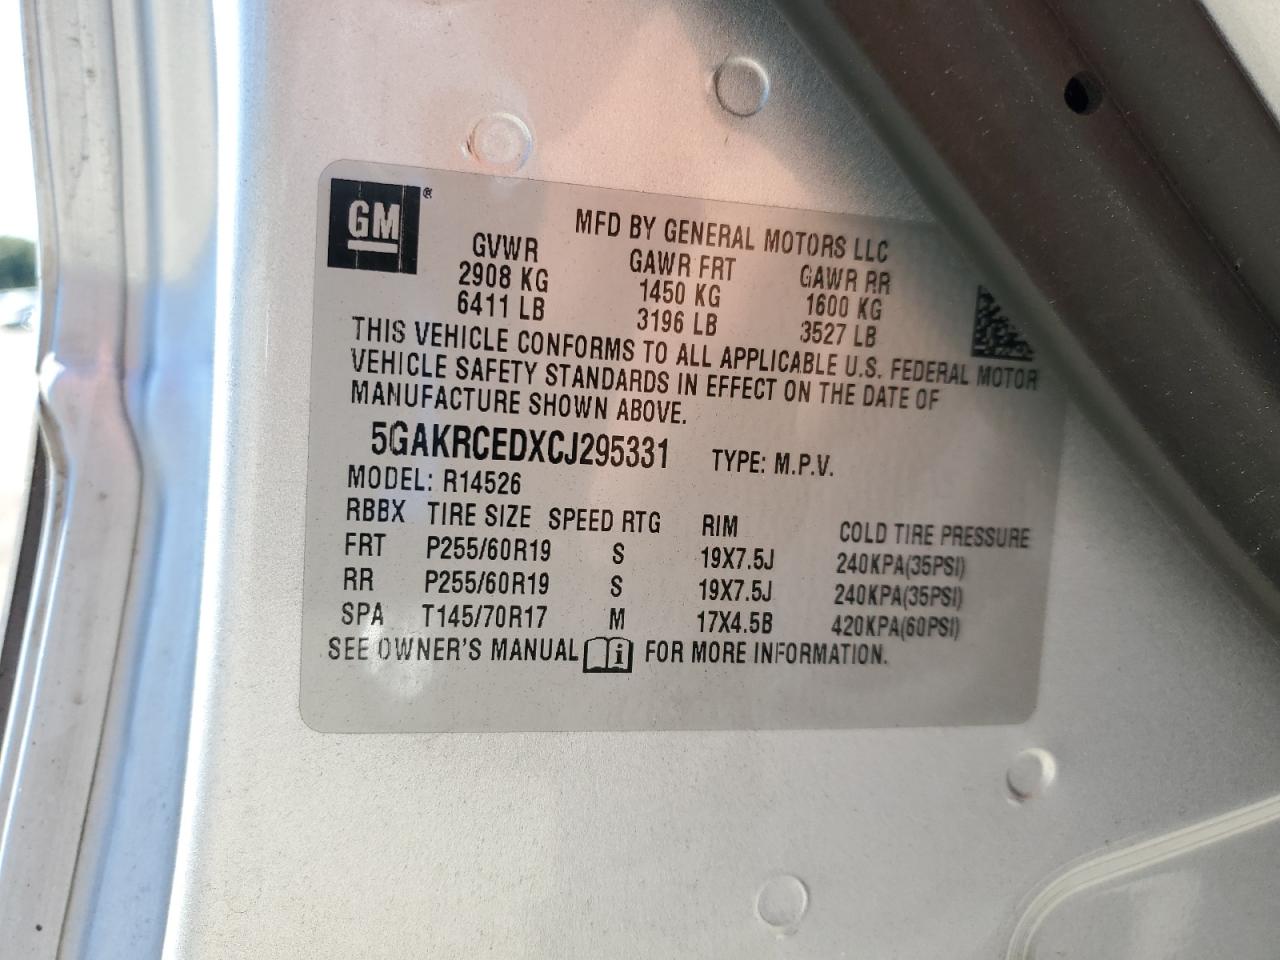 GM ®
MFD BY GENERAL MOTORS LLC
GVWR GAWR FRT GAWR RR
2908 KG 1450 KG 1600 KG
6411 LB 3196 LB 3527 LB
THIS VEHICLE CONFORMS TO ALL APPLICABLE U.S. FEDERAL MOTOR
VEHICLE SAFETY STANDARDS IN EFFECT ON THE DATE OF
MANUFACTURE SHOWN ABOVE.
5GAKRCEDXCJ295331 TYPE: M.P.V.
MODEL: R14526
RBBX TIRE SIZE SPEED RTG RIM COLD TIRE PRESSURE
FRT P255/60R19 S 19X7.5J 240KPA(35PSI)
RR P255/60R19 S 19X7.5J 240KPA(35PSI)
SPA T145/70R17 M 17X4.5B 420KPA(60PSI)
SEE OWNER'S MANUAL i FOR MORE INFORMATION.